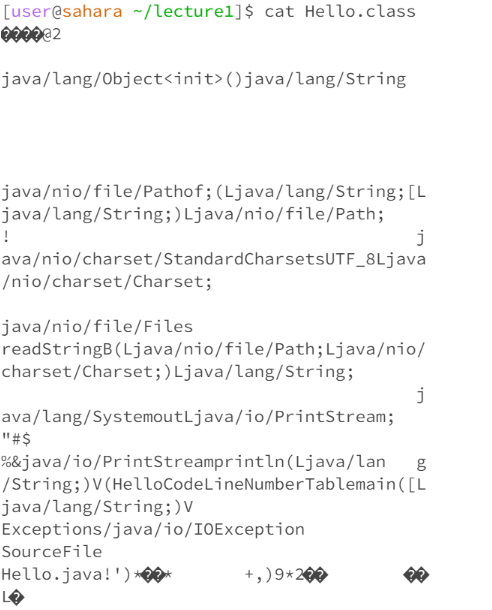 [user@sahara ~/lecture1]$ cat Hello.class
����@2
java/lang/Object<init>()java/lang/String
java/nio/file/Pathof;(Ljava/lang/String;[L
java/lang/String;)Ljava/nio/file/Path;
! j
ava/nio/charset/StandardCharsetsUTF_8Ljava
/nio/charset/Charset;
java/nio/file/Files
readStringB(Ljava/nio/file/Path;Ljava/nio/
charset/Charset;)Ljava/lang/String;
j
ava/lang/SystemoutLjava/io/PrintStream;
"#$
%&java/io/PrintStreamprintln(Ljava/lan g
/String;)V(HelloCodeLineNumberTablemain([L
java/lang/String;)V
Exceptions/java/io/IOException
SourceFile
Hello.java!')*��* +,)9*2�� ��
L�